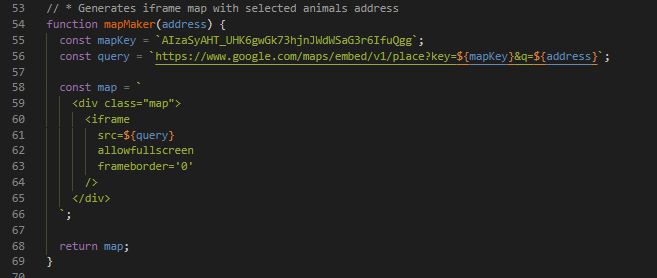 53 // * Generates iframe map with selected animals address
54 function mapMaker(address) {
55 const mapKey = `AIzaSyAHT_UHK6gwGk73hjnJWdWSaG3r6IfuQgg`;
56 const query = `https://www.google.com/maps/embed/v1/place?key=${mapKey}&q=${address}`;
57
58 const map = `
59 <div class="map">
60 <iframe
61 src=${query}
62 allowfullscreen
63 frameborder='0'
64 />
65 </div>
66 `;
67
68 return map;
69 }
70